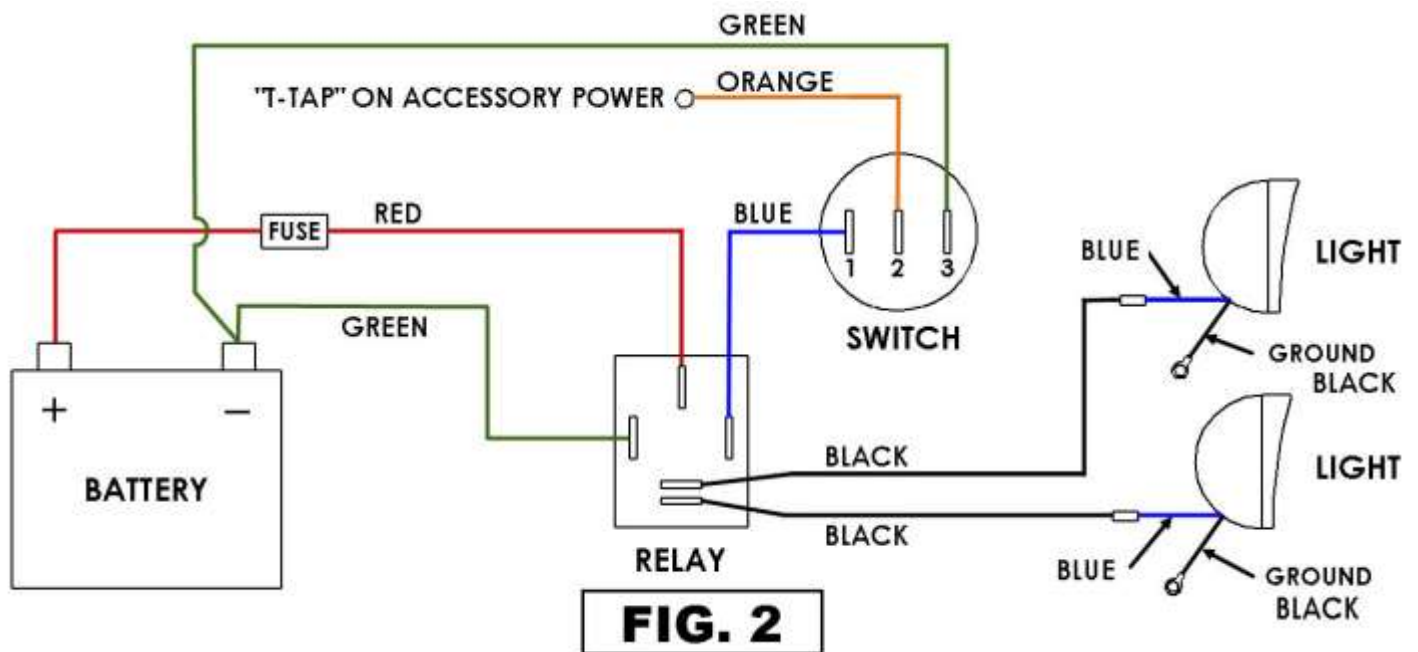 GREEN
"T-TAP" ON ACCESSORY POWER
ORANGE
FUSE
RED
BLUE
1 2 3
SWITCH
BLUE
LIGHT
GROUND
BLACK
GREEN
+ −
BATTERY
BLACK
BLACK
RELAY
LIGHT
BLUE
GROUND
BLACK
FIG. 2